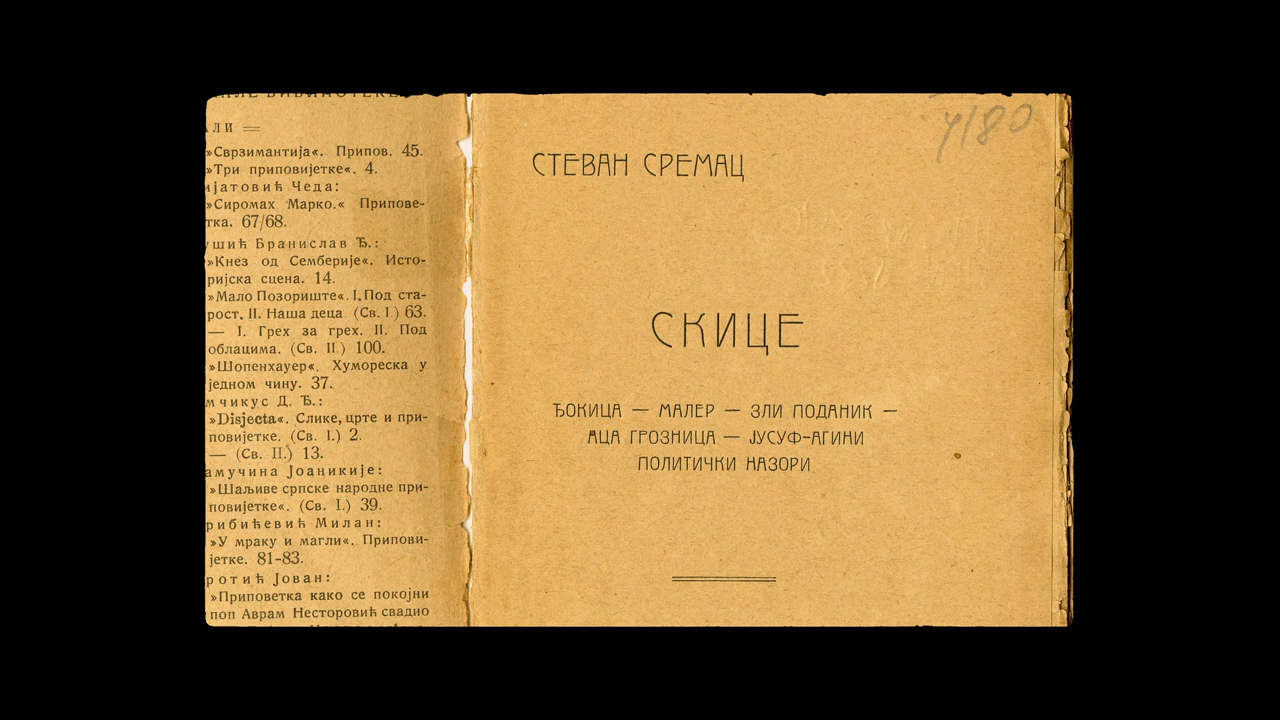 АЛИ
»Сврзимантија«. Припов. 45.
»Три приповијетке«. 4.
ијатовић Чеда:
»Сиромах Марко.« Приповетка. 67/68.
ушић Бранислав Ђ.:
»Кнез од Семберије«. Исто-
ријска сцена. 14.
»Мало Позориште«. I. Под ста-
рост. II. Наша деца (Св. I.) 63.
— I. Грех за грех. II. Под
облацима. (Св. II.) 100.
»Шопенхауер«. Хумореска у
једном чину. 37.
мчикус Д. Ђ.:
»Disjecta«. Слике, црте и при-
повијетке. (Св. I.) 2.
— (Св. II.) 13.
амучина Јоаникије:
»Шаљиве српске народне при-
повијетке«. (Св. I.) 39.
рибићевић Милан:
»У мраку и магли«. Припови-
јетке. 81-83.
ротић Јован:
»Приповетка како се покојни
поп Аврам Несторовић свадио
4/80
СТЕВАН СРЕМАЦ
СКИЦЕ
ЂОКИЦА — МАЛЕР — ЗЛИ ПОДАНИК —
АЦА ГРОЗНИЦА — ЈУСУФ-АГИНИ
ПОЛИТИЧКИ НАЗОРИ